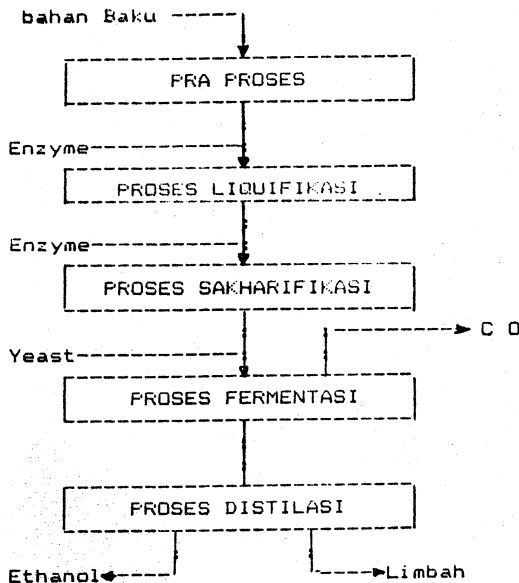 bahan Baku
PRA PROSES
Enzyme
PROSES LIQUIFIKASI
Enzyme
PROSES SAKHARIFIKASI
C O
Yeast
PROSES FERMENTASI
PROSES DISTILASI
Ethanol
Limbah